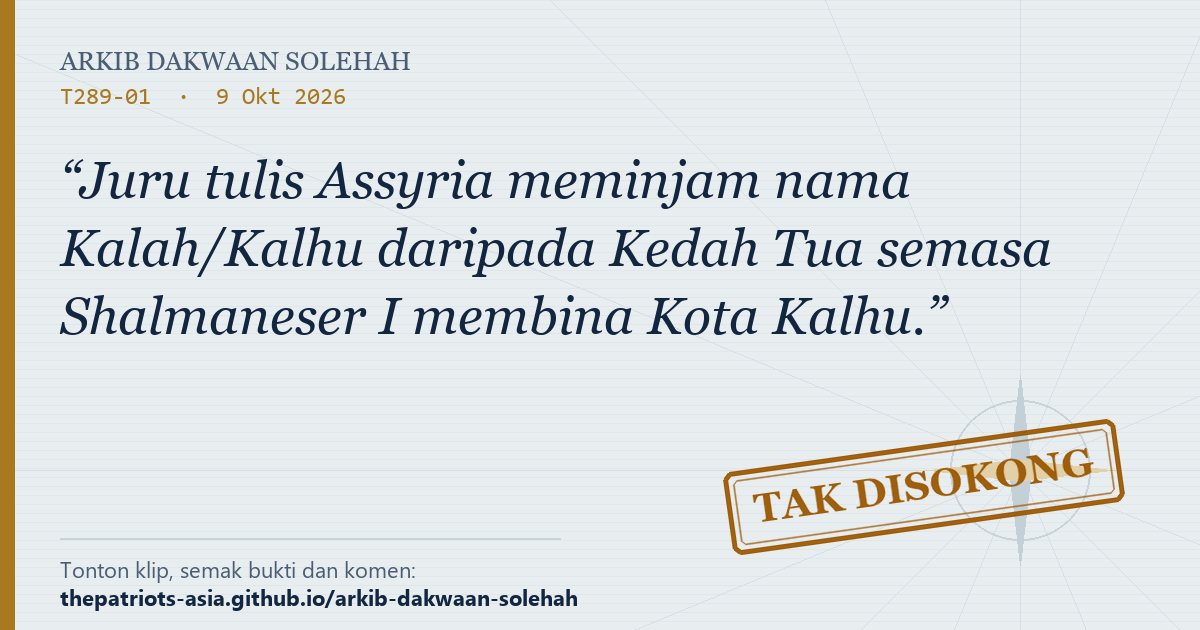 ARKIB DAKWAAN SOLEHAH
T289-01 · 9 Okt 2026
“Juru tulis Assyria meminjam nama
Kalah/Kalhu daripada Kedah Tua semasa
Shalmaneser I membina Kota Kalhu.”
TAK DISOKONG
Tonton klip, semak bukti dan komen:
thepatriots-asia.github.io/arkib-dakwaan-solehah